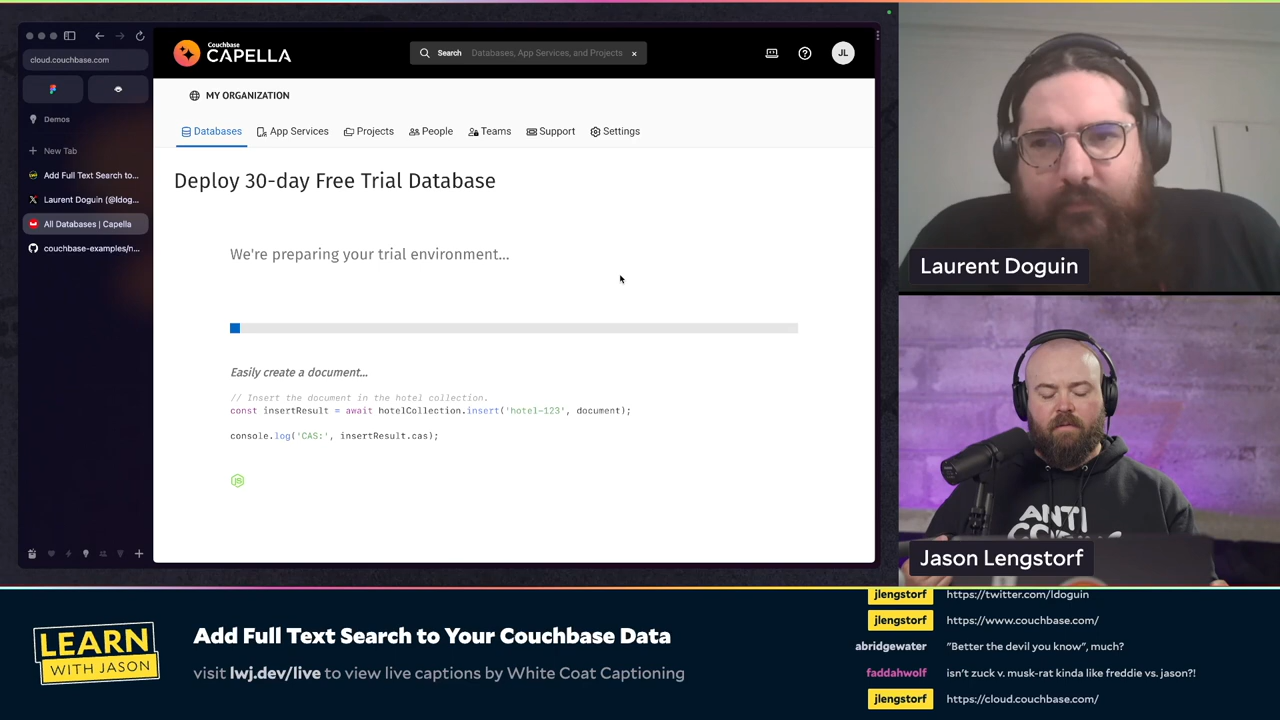 cloud.couchbase.com
Demos
New Tab
Add Full Text Search to...
Laurent Doguin (@ldog...
All Databases | Capella
couchbase-examples/n...
Couchbase
CAPELLA
Search Databases, App Services, and Projects ×
JL
MY ORGANIZATION
Databases App Services Projects People Teams Support Settings
Deploy 30-day Free Trial Database
We're preparing your trial environment...
Easily create a document...
// Insert the document in the hotel collection.
const insertResult = await hotelCollection.insert('hotel-123', document);
console.log('CAS:', insertResult.cas);
JS
Laurent Doguin
ANTI
Jason Lengstorf
LEARN
WITH JASON
Add Full Text Search to Your Couchbase Data
visit lwj.dev/live to view live captions by White Coat Captioning
jlengstorf https://twitter.com/ldoguin
jlengstorf https://www.couchbase.com/
abridgewater "Better the devil you know", much?
faddahwolf isn't zuck v. musk-rat kinda like freddie vs. jason?!
jlengstorf https://cloud.couchbase.com/